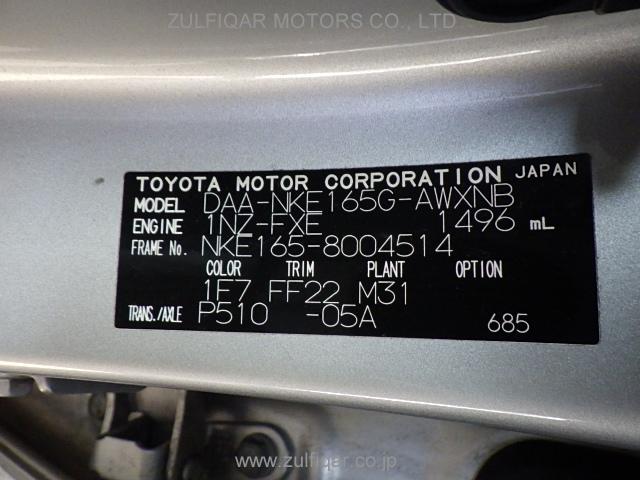 ZULFIQAR MOTORS CO., LTD.
TOYOTA MOTOR CORPORATION JAPAN
MODEL DAA-NKE165G-AWXNB
ENGINE 1NZ-FXE 1496 mL
FRAME No. NKE165-8004514
COLOR TRIM PLANT OPTION
1F7 FF22 M31
TRANS./AXLE P510 -05A 685
www.zulfiqar.co.jp